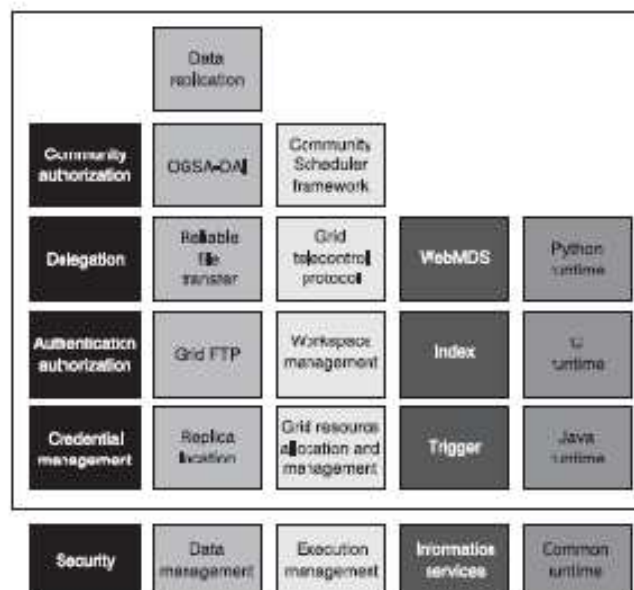 Data
replication
Community
authorization
OGSA-DAI
Community
Scheduler
framework
Delegation
Reliable
file
transfer
Grid
telecontrol
protocol
WebMDS
Python
runtime
Authentication
authorization
Grid FTP
Workspace
management
Index
C
runtime
Credential
management
Replica
location
Grid resource
allocation and
management
Trigger
Java
runtime
Security
Data
management
Execution
management
Information
services
Common
runtime